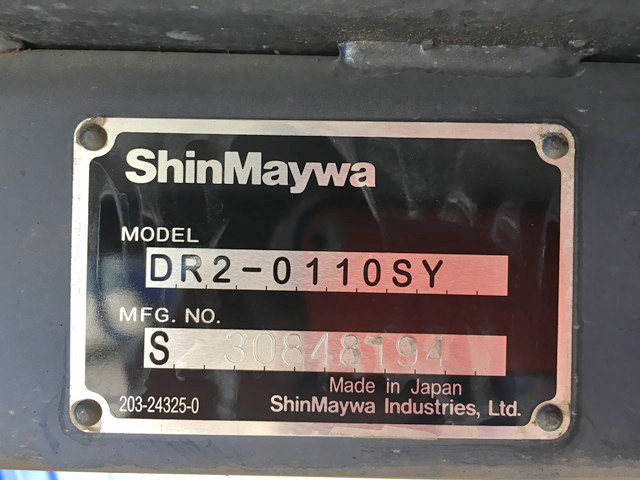 ShinMaywa
MODEL
DR2-0110SY
MFG. NO.
S 30848194
Made in Japan
203-24325-0 ShinMaywa Industries, Ltd.